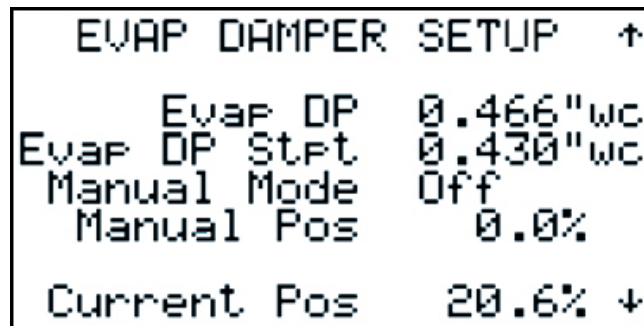 EVAP DAMPER SETUP ↑
Evap DP 0.466"wc
Evap DP Stpt 0.430"wc
Manual Mode Off
Manual Pos 0.0%
Current Pos 20.6% ↓